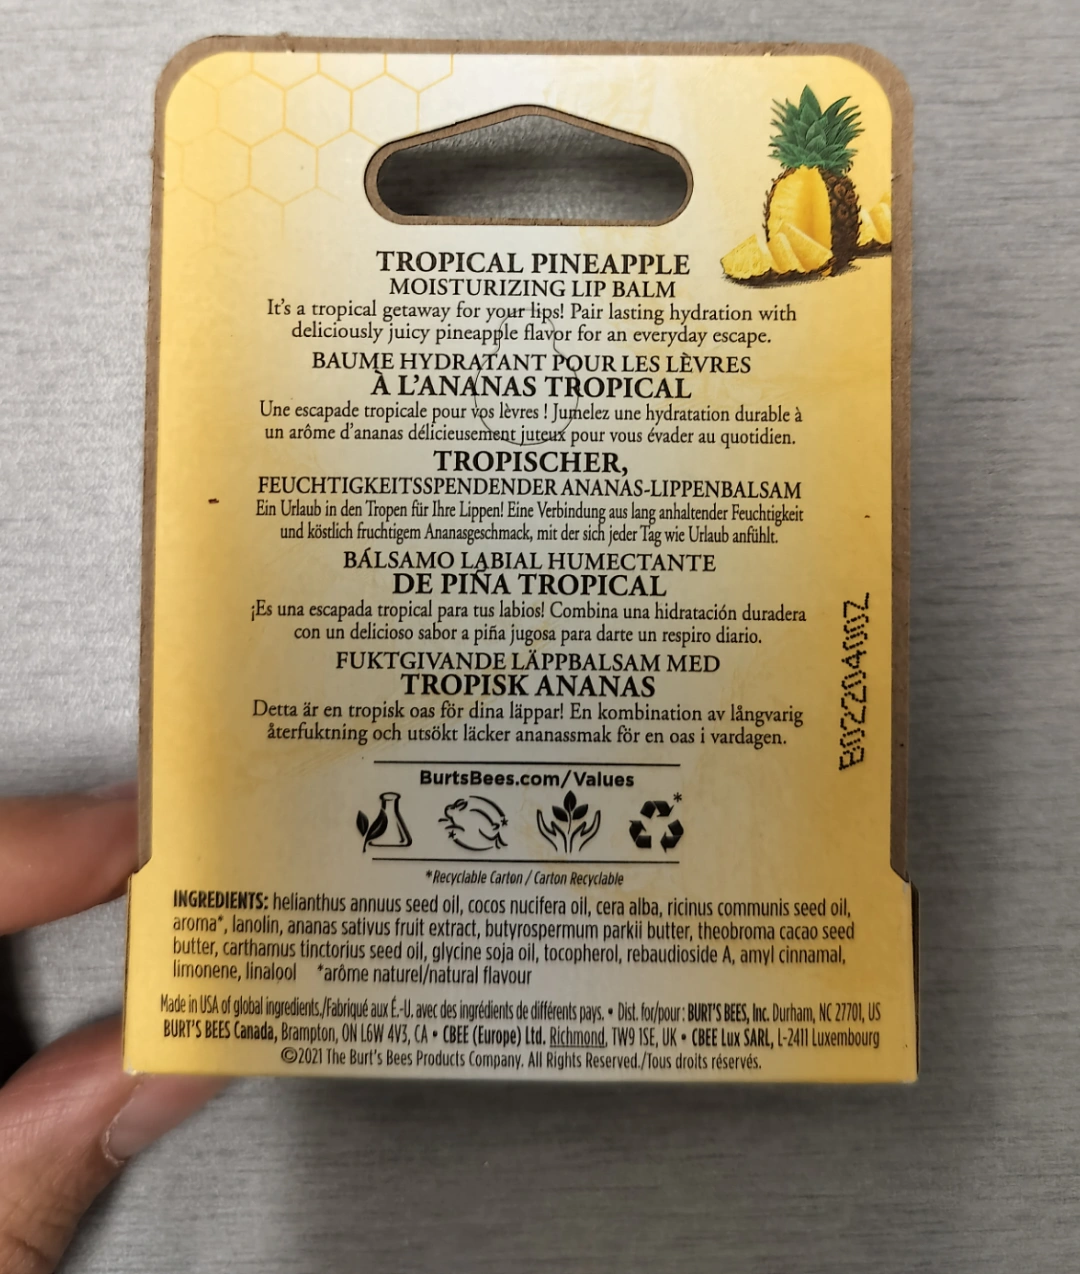 TROPICAL PINEAPPLE
MOISTURIZING LIP BALM
It's a tropical getaway for your lips! Pair lasting hydration with
deliciously juicy pineapple flavor for an everyday escape.
BAUME HYDRATANT POUR LES LÈVRES
À L'ANANAS TROPICAL
Une escapade tropicale pour vos lèvres ! Jumelez une hydratation durable à
un arôme d'ananas délicieusement juteux pour vous évader au quotidien.
TROPISCHER,
FEUCHTIGKEITSSPENDENDER ANANAS-LIPPENBALSAM
Ein Urlaub in den Tropen für Ihre Lippen! Eine Verbindung aus lang anhaltender Feuchtigkeit
und köstlich fruchtigem Ananasgeschmack, mit der sich jeder Tag wie Urlaub anfühlt.
BÁLSAMO LABIAL HUMECTANTE
DE PIÑA TROPICAL
¡Es una escapada tropical para tus labios! Combina una hidratación duradera
con un delicioso sabor a piña jugosa para darte un respiro diario.
FUKTGIVANDE LÄPPBALSAM MED
TROPISK ANANAS
Detta är en tropisk oas för dina läppar! En kombination av långvarig
återfuktning och utsökt läcker ananassmak för en oas i vardagen.
BurtsBees.com/Values
*
*Recyclable Carton / Carton Recyclable
INGREDIENTS: helianthus annuus seed oil, cocos nucifera oil, cera alba, ricinus communis seed oil,
aroma*, lanolin, ananas sativus fruit extract, butyrospermum parkii butter, theobroma cacao seed
butter, carthamus tinctorius seed oil, glycine soja oil, tocopherol, rebaudioside A, amyl cinnamal,
limonene, linalool *arôme naturel/natural flavour
Made in USA of global ingredients./Fabriqué aux É.-U. avec des ingrédients de différents pays. • Dist. for/pour : BURT'S BEES, Inc. Durham, NC 27701, US
BURT'S BEES Canada, Brampton, ON L6W 4V3, CA • CBEE (Europe) Ltd. Richmond, TW9 1SE, UK • CBEE Lux SARL, L-2411 Luxembourg
©2021 The Burt's Bees Products Company. All Rights Reserved./Tous droits réservés.
B0220400Z